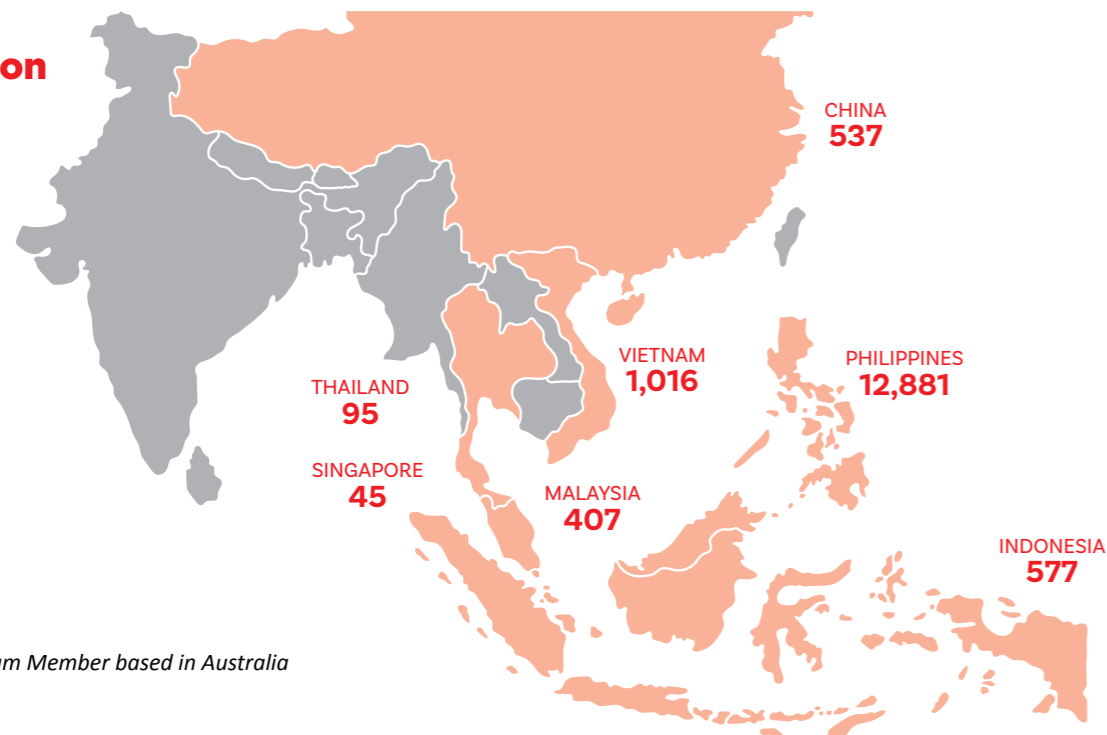 on
CHINA
537
VIETNAM
1,016
PHILIPPINES
12,881
THAILAND
95
SINGAPORE
45
MALAYSIA
407
INDONESIA
577
Member based in Australia